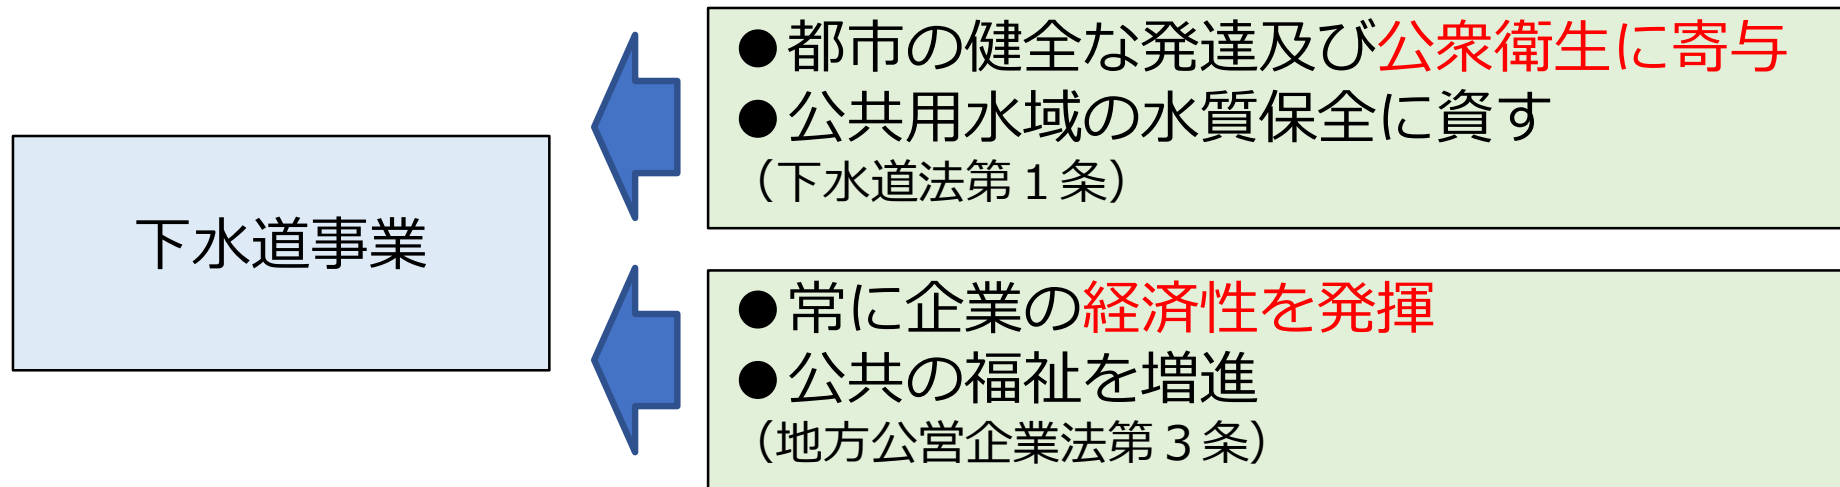 下水道事業
●都市の健全な発達及び公衆衛生に寄与
●公共用水域の水質保全に資す
（下水道法第１条）
●常に企業の経済性を発揮
●公共の福祉を増進
（地方公営企業法第３条）